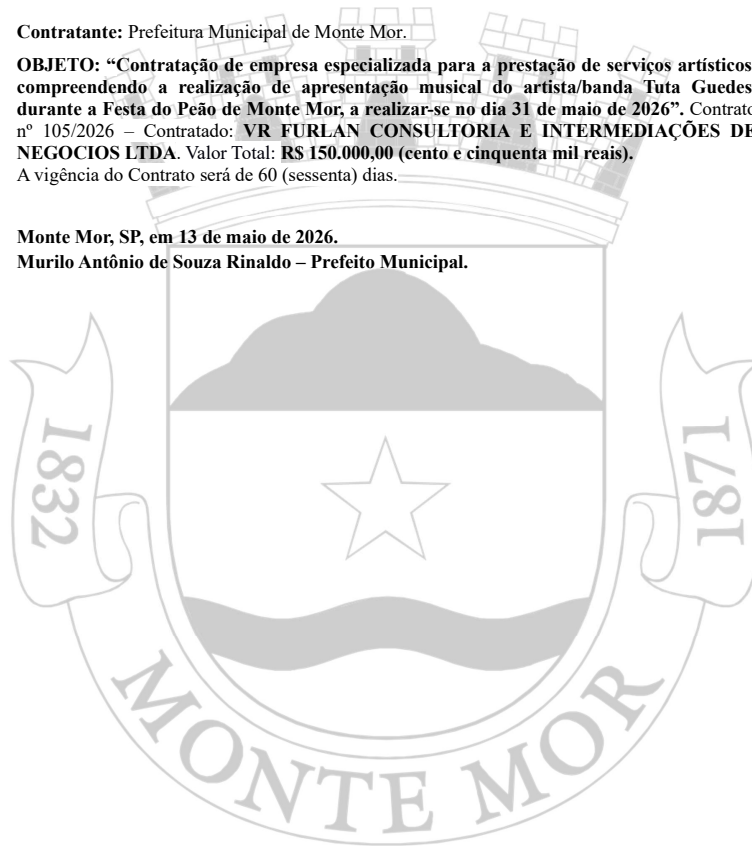 Contratante: Prefeitura Municipal de Monte Mor.
OBJETO: “Contratação de empresa especializada para a prestação de serviços artísticos
compreendendo a realização de apresentação musical do artista/banda Tuta Guedes
durante a Festa do Peão de Monte Mor, a realizar-se no dia 31 de maio de 2026”. Contrato
nº 105/2026 – Contratado: VR FURLAN CONSULTORIA E INTERMEDIAÇÕES DE
NEGOCIOS LTDA. Valor Total: R$ 150.000,00 (cento e cinquenta mil reais).
A vigência do Contrato será de 60 (sessenta) dias.
Monte Mor, SP, em 13 de maio de 2026.
Murilo Antônio de Souza Rinaldo – Prefeito Municipal.
1832
1871
MONTE MOR